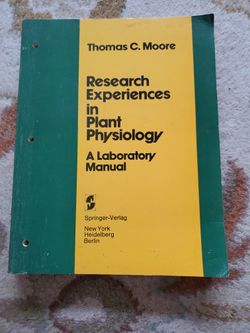 Thomas C. Moore
Research
Experiences
in
Plant
Physiology
A Laboratory
Manual
Springer-Verlag
New York
Heidelberg
Berlin